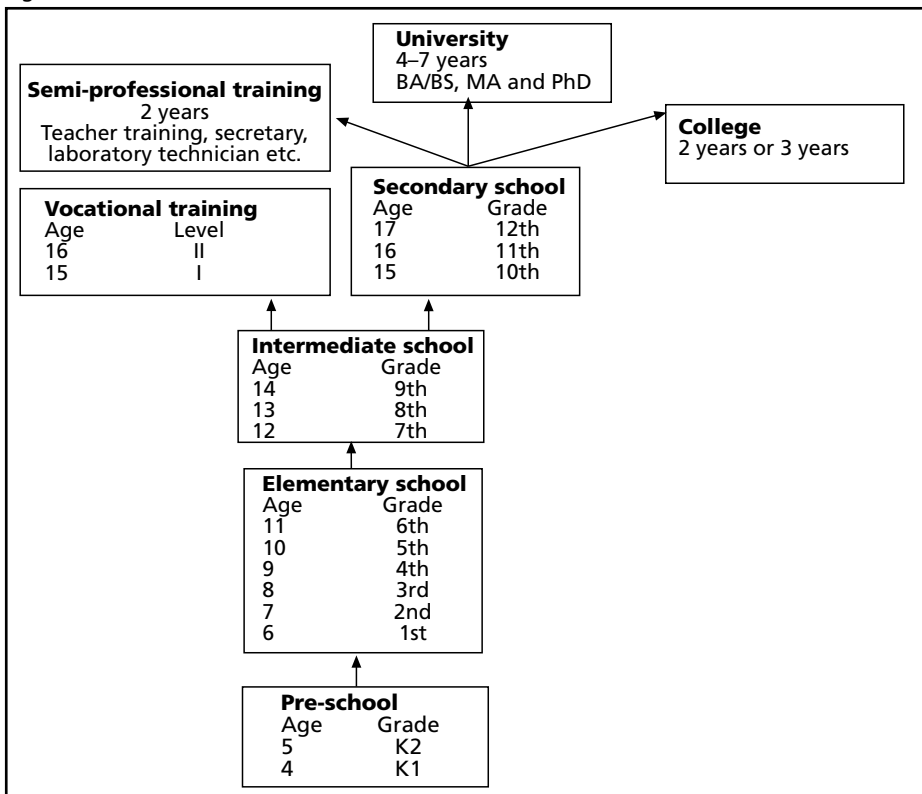 University
4–7 years
BA/BS, MA and PhD
Semi-professional training
2 years
Teacher training, secretary,
laboratory technician etc.
College
2 years or 3 years
Vocational training
Age Level
16 II
15 I
Secondary school
Age Grade
17 12th
16 11th
15 10th
Intermediate school
Age Grade
14 9th
13 8th
12 7th
Elementary school
Age Grade
11 6th
10 5th
9 4th
8 3rd
7 2nd
6 1st
Pre-school
Age Grade
5 K2
4 K1